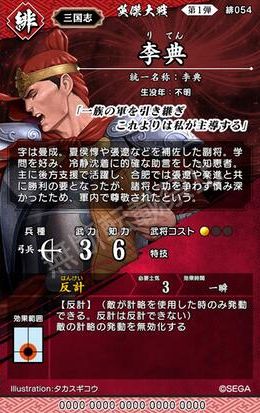 緋
三国志
英傑大戦
第1弾
緋054
りてん
李典
統一名称：李典
生没年：不明
「一族の軍を引き継ぎ
これよりは私が主導する」
字は曼成。夏侯惇や張遼などを補佐した副将。学
問を好み、冷静沈着に的確な助言をした知恵者。
主に後方支援で活躍し、合肥では張遼や楽進と共
に勝利の要となったが、諸将と功を争わず慎み深
かったため、軍内で尊敬されたという。
兵種 武力 知力 武将コスト
弓兵 3 6 特技
はんけい 必要士気 効果時間
反計 3 一瞬
効果範囲
【反計】（敵が計略を使用した時のみ発動
できる。反計は反計できない）
敵の計略の発動を無効化する
Illustration:タカスギコウ
©SEGA
0000 0000 0000 0000 0000